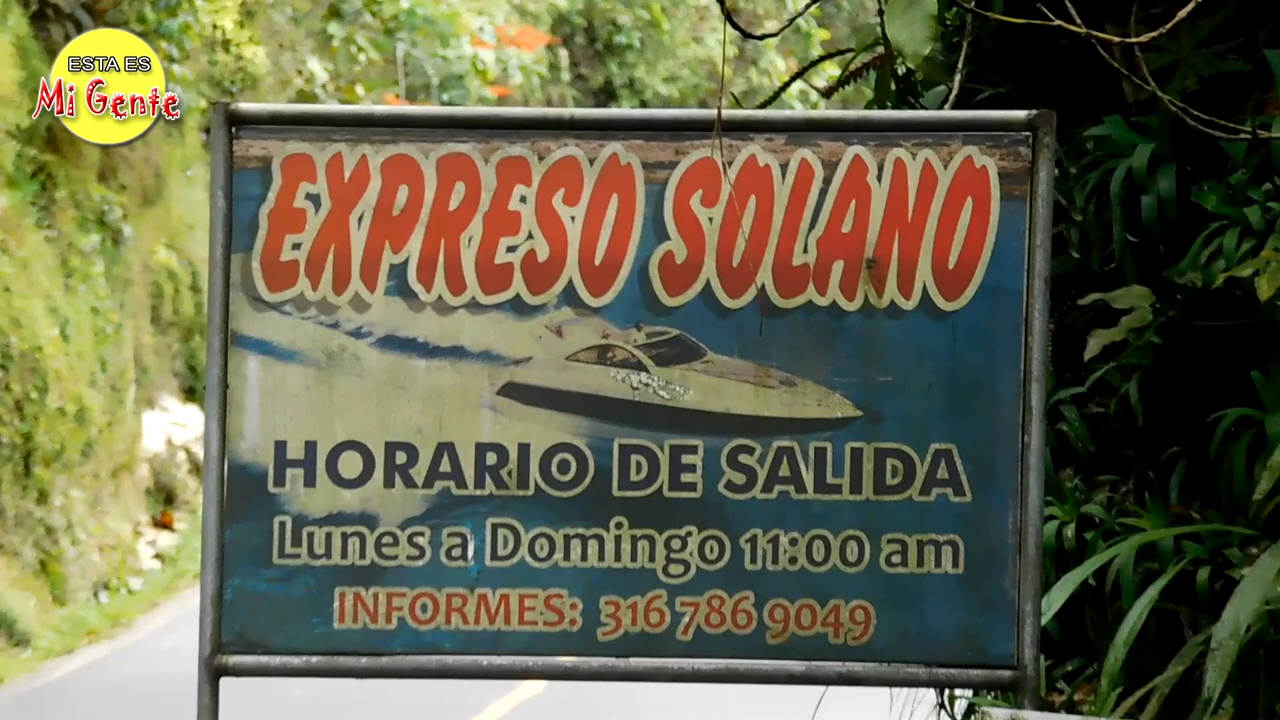 ESTA ES
Mi Gente
EXPRESO SOLANO
HORARIO DE SALIDA
Lunes a Domingo 11:00 am
INFORMES: 316 786 9049